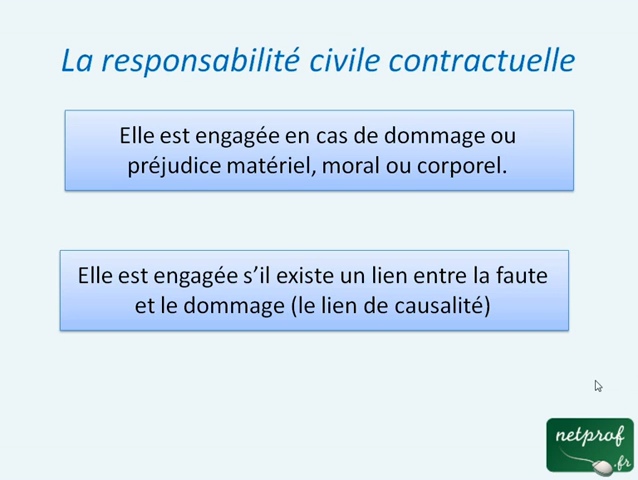 La responsabilité civile contractuelle
Elle est engagée en cas de dommage ou
préjudice matériel, moral ou corporel.
Elle est engagée s’il existe un lien entre la faute
et le dommage (le lien de causalité)
netprof
.fr